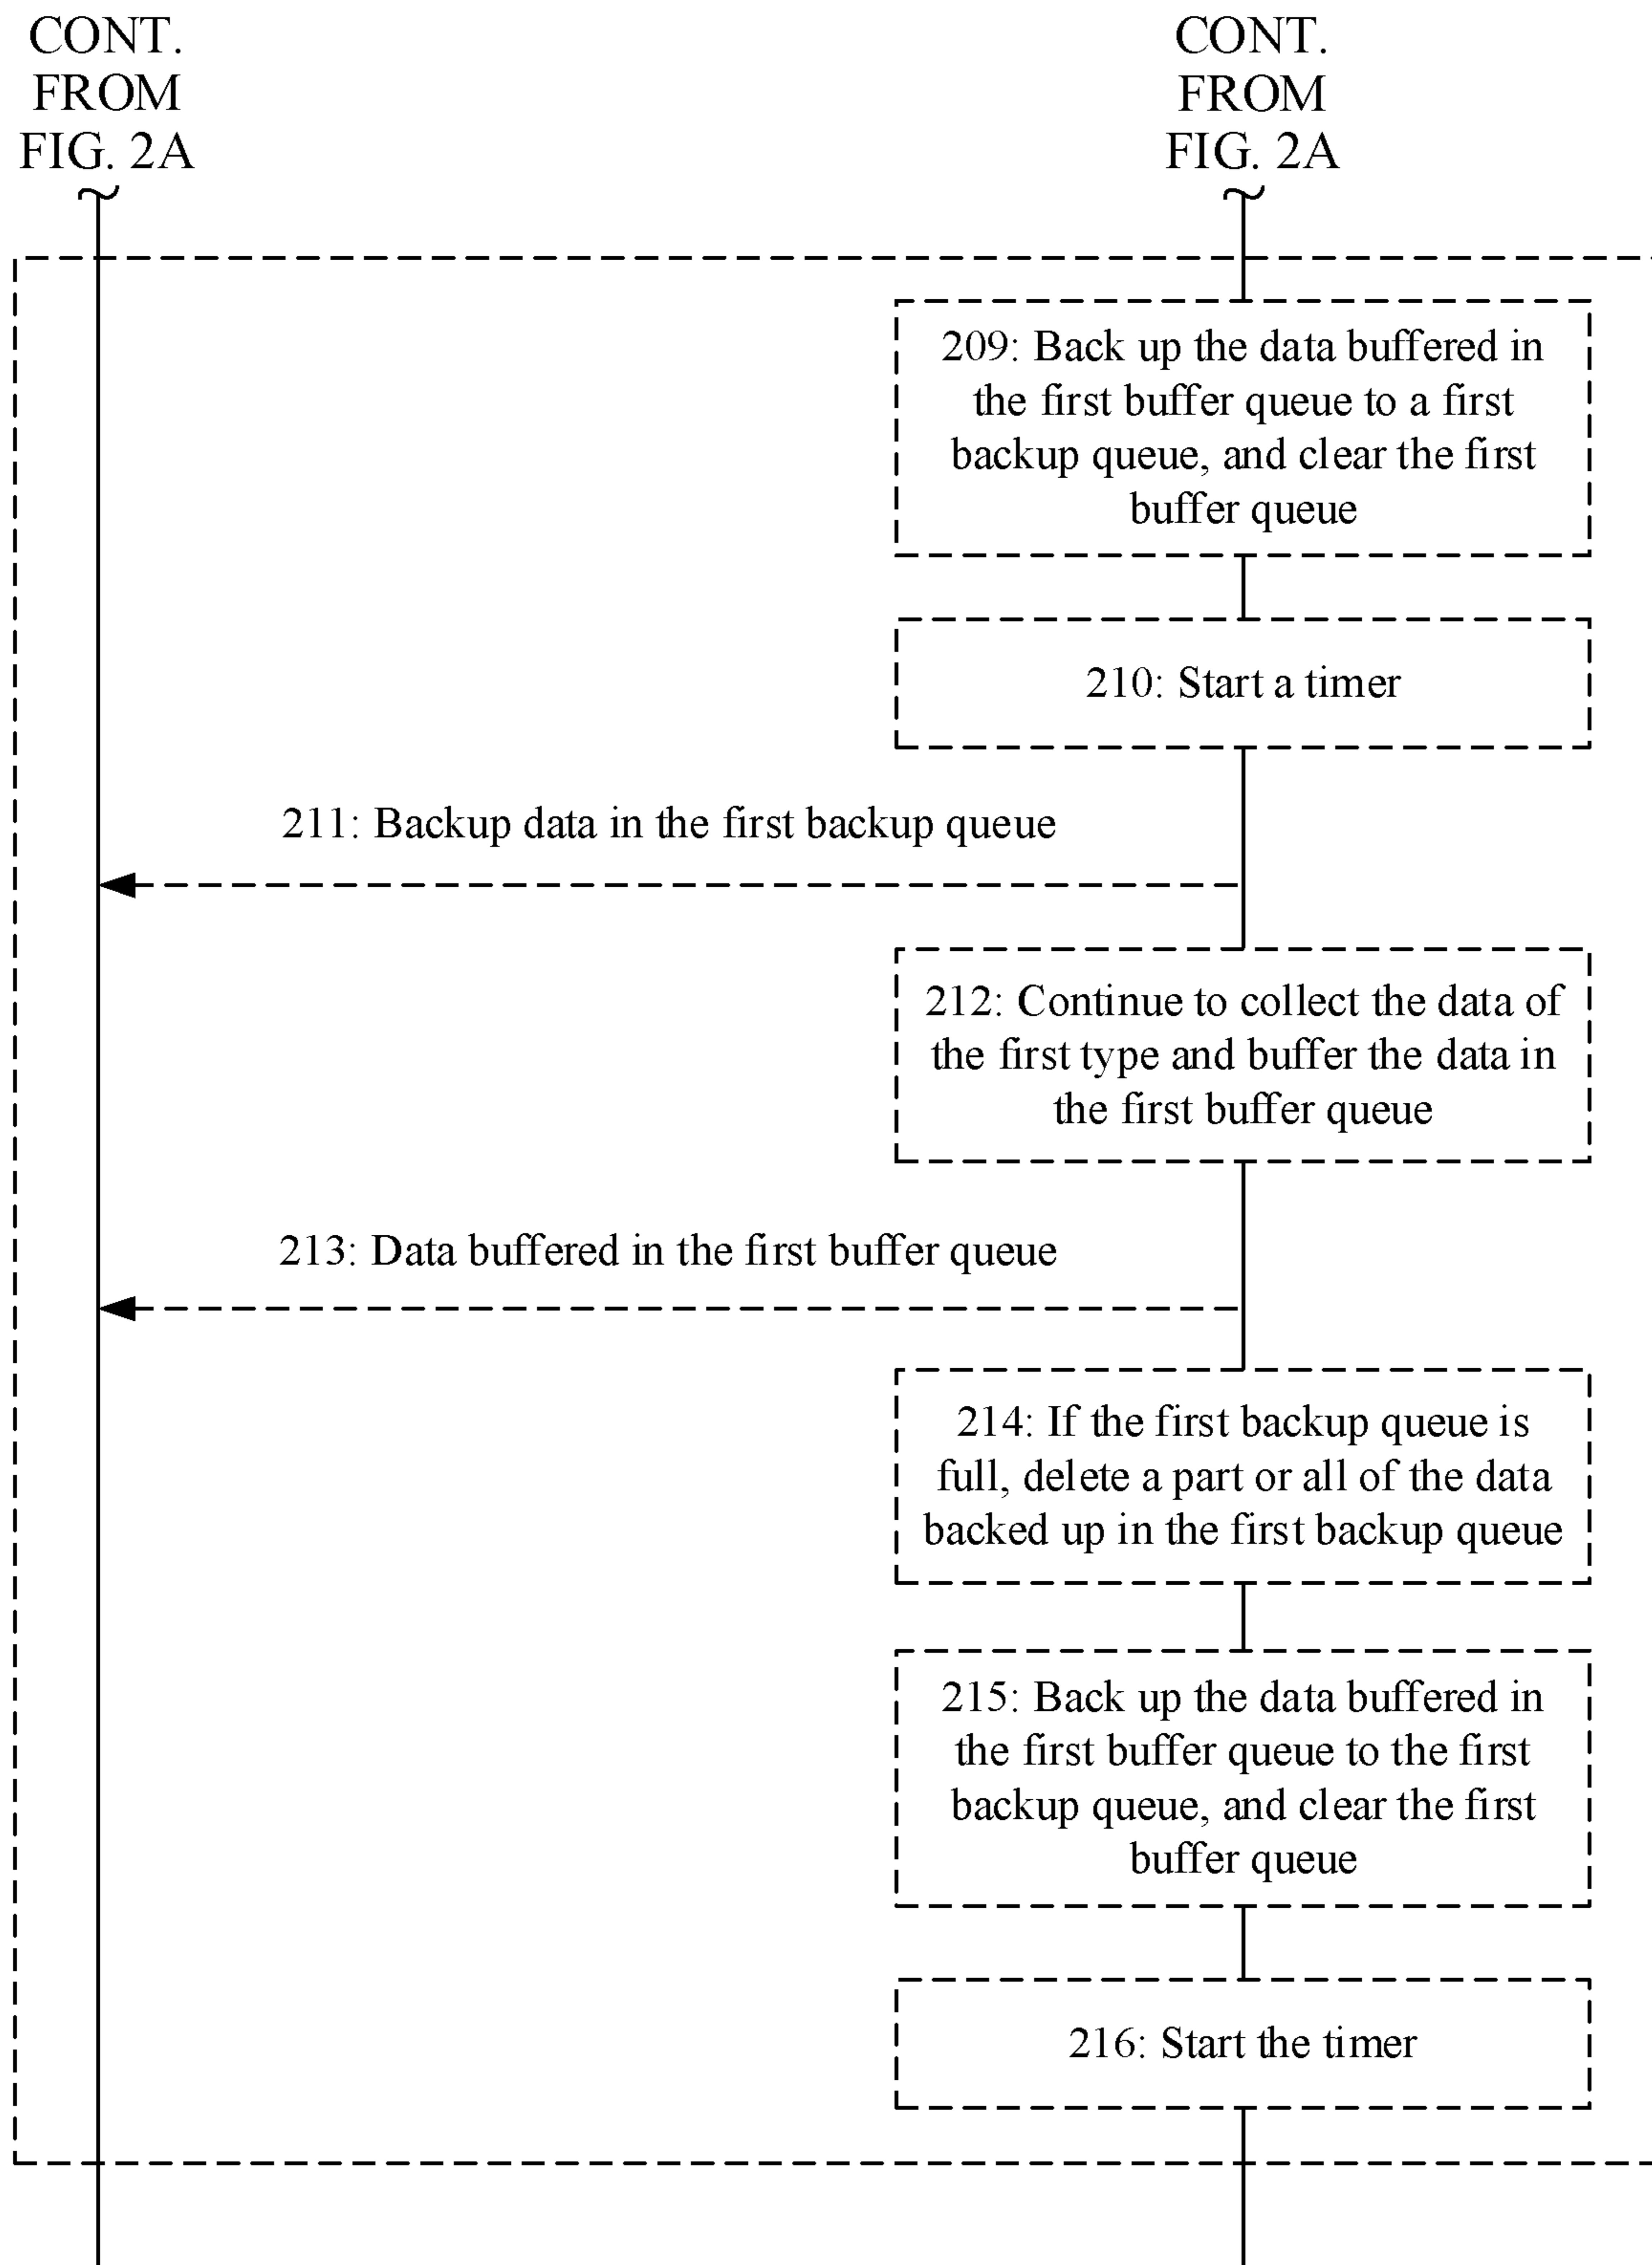 CONT.
FROM
FIG. 2A
CONT.
FROM
FIG. 2A
209: Back up the data buffered in
the first buffer queue to a first
backup queue, and clear the first
buffer queue
210: Start a timer
211: Backup data in the first backup queue
212: Continue to collect the data of
the first type and buffer the data in
the first buffer queue
213: Data buffered in the first buffer queue
214: If the first backup queue is
full, delete a part or all of the data
backed up in the first backup queue
215: Back up the data buffered in
the first buffer queue to the first
backup queue, and clear the first
buffer queue
216: Start the timer